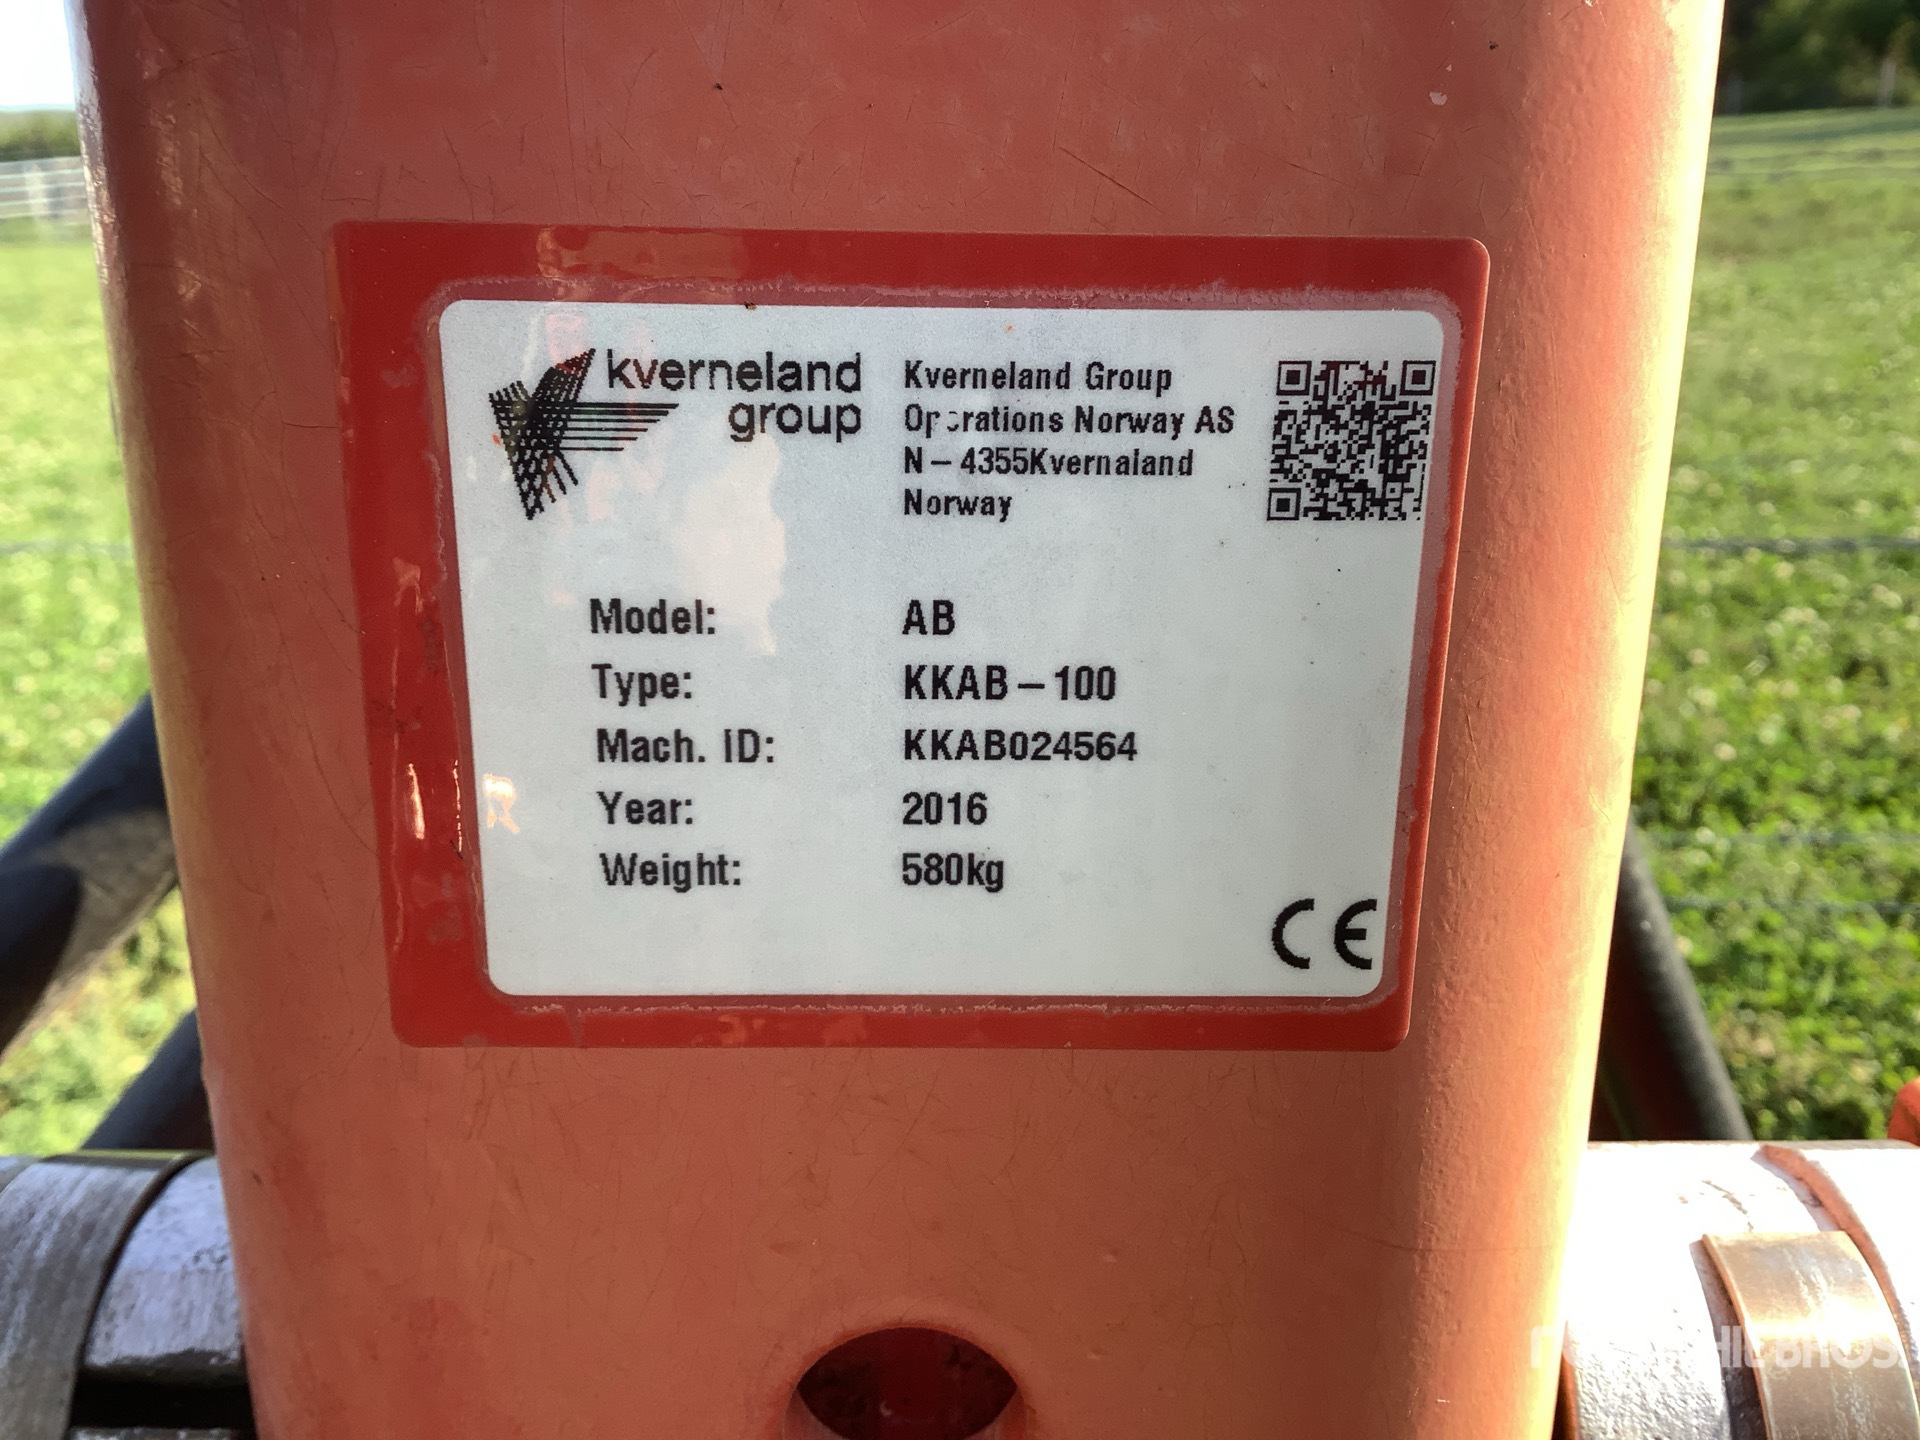 kverneland
group
Kverneland Group
Operations Norway AS
N-4355Kvernaland
Norway
Model: AB
Type: KKAB-100
Mach. ID: KKAB024564
Year: 2016
Weight: 580kg
CE